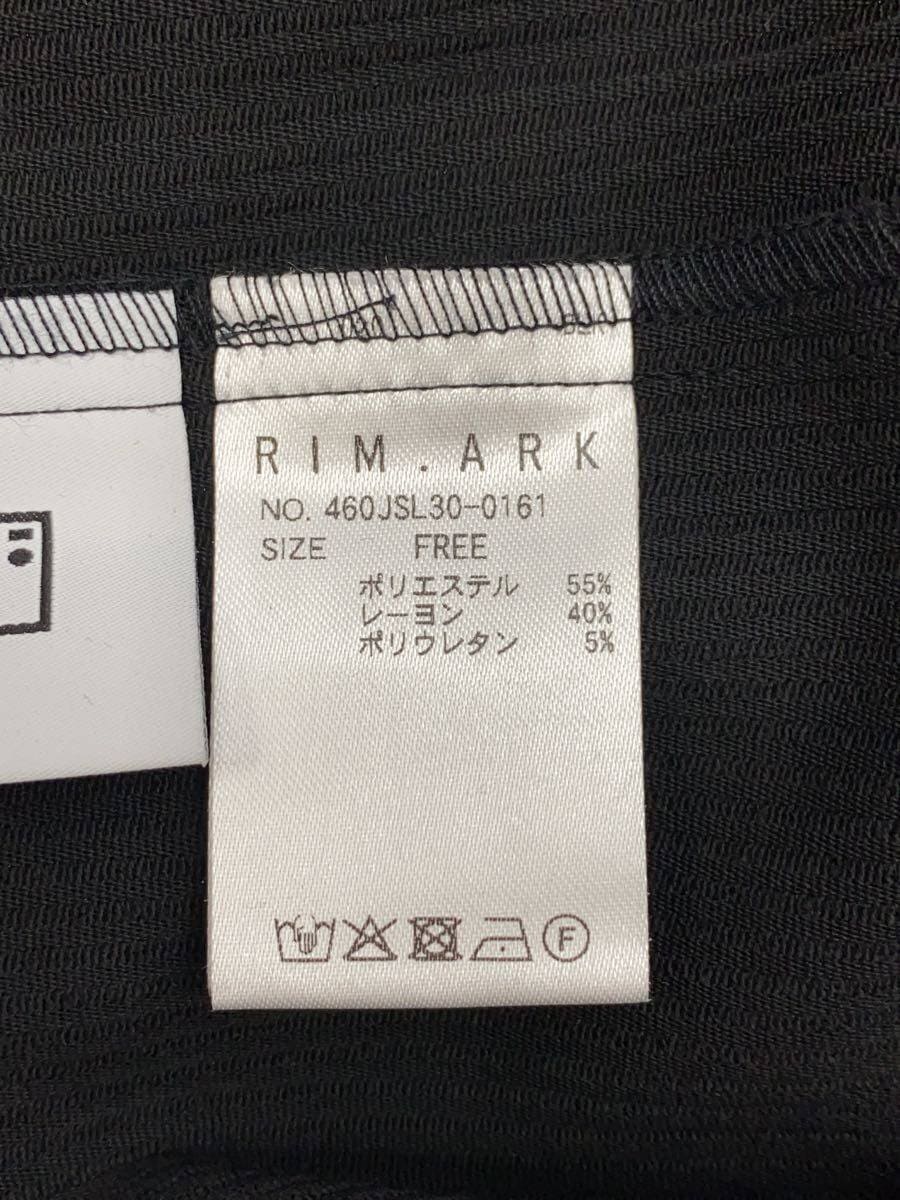 RIM.ARK
NO. 460JSL30-0161
SIZE FREE
ポリエステル 55%
レーヨン 40%
ポリウレタン 5%
F